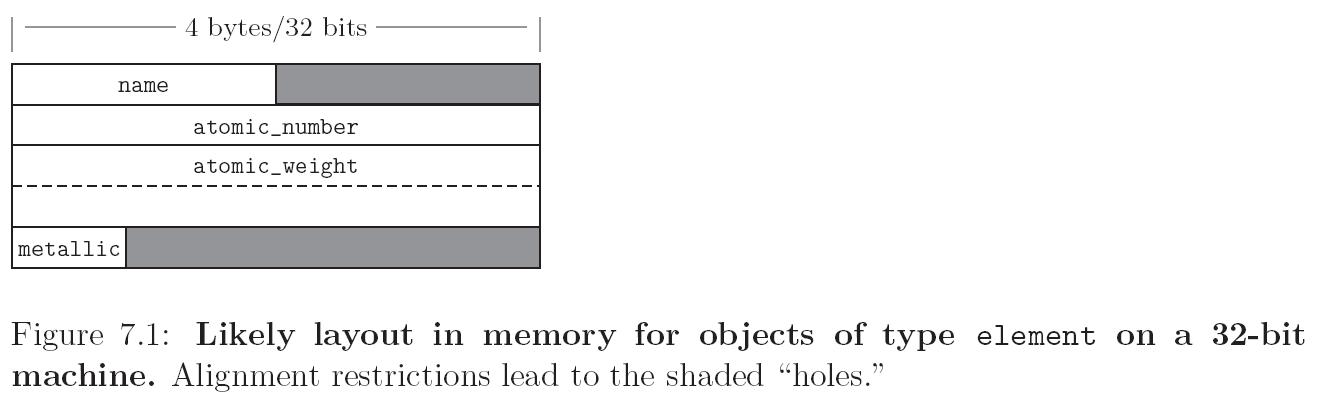 4 bytes/32 bits
name
atomic_number
atomic_weight
metallic
Figure 7.1: Likely layout in memory for objects of type element on a 32-bit
machine. Alignment restrictions lead to the shaded “holes.”